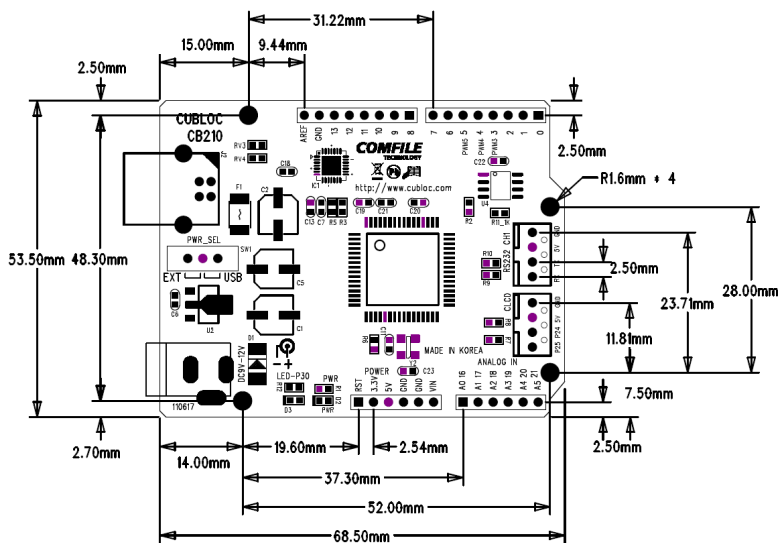 31.22mm
15.00mm
9.44mm
2.50mm
CUBLOC
CB210
AREF
GND
13
12
11
10
9
8
7
6
PWM5 5
PWM4 4
PWM3 3
2
1
0
2.50mm
RV3
RV4
C18
IC1
COMFILE
TECHNOLOGY
http://www.cubloc.com
C22
U4
R1.6mm * 4
F1
C2
C13
C7
R5
R3
C19
C21
C20
R2
R11_1K
PWR_SEL
SW1
EXT
USB
53.50mm
48.30mm
RS232 CH1
GND
5V
R10
R9
2.50mm
23.71mm
28.00mm
C5
C6
U2
C1
CLCD
GND
5V
P24
P25
R8
R7
11.81mm
D1
DC9V-12V
- +
R6
Y2
C23
MADE IN KOREA
ANALOG IN
LED-P30
PWR
POWER
R12
R1
D3
D2
PWR
RST
3.3V
5V
GND
GND
VIN
A0 16
A1 17
A2 18
A3 19
A4 20
A5 21
7.50mm
110617
2.70mm
14.00mm
19.60mm
2.54mm
2.50mm
37.30mm
52.00mm
68.50mm